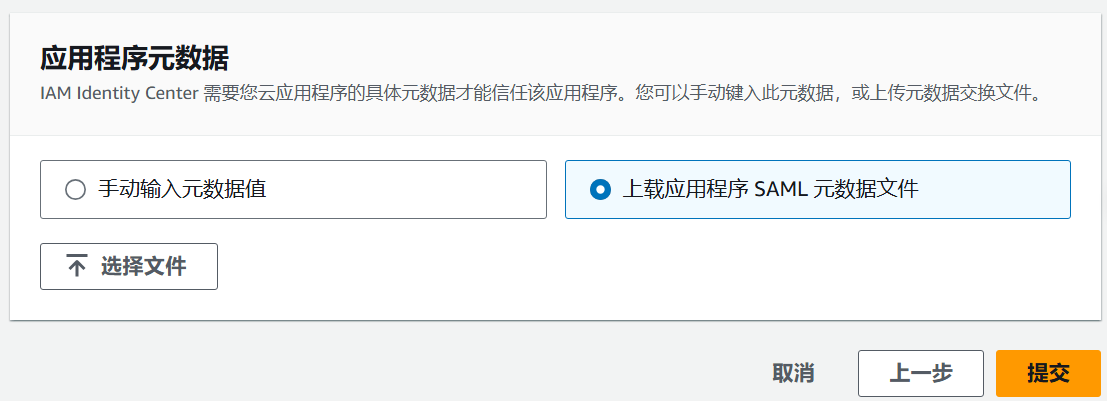 应用程序元数据
IAM Identity Center 需要您云应用程序的具体元数据才能信任该应用程序。您可以手动键入此元数据，或上传元数据交换文件。
手动输入元数据值
上载应用程序 SAML 元数据文件
选择文件
取消
上一步
提交